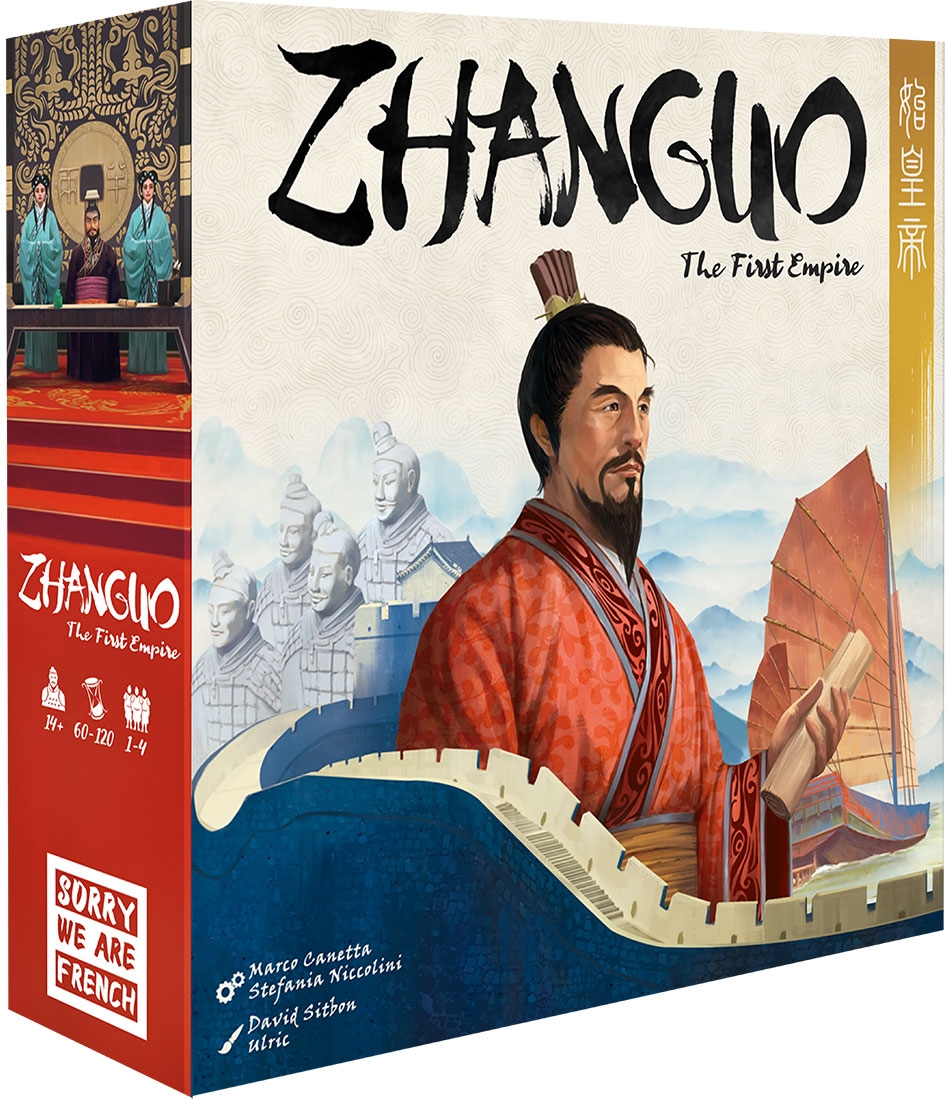 ZHANGUO
The First Empire
始皇帝
Marco Canetta
Stefania Niccolini
David Sitbon
Ulric
ZHANGUO
The First Empire
14+ 60-120 1-4
SORRY
WE ARE
FRENCH